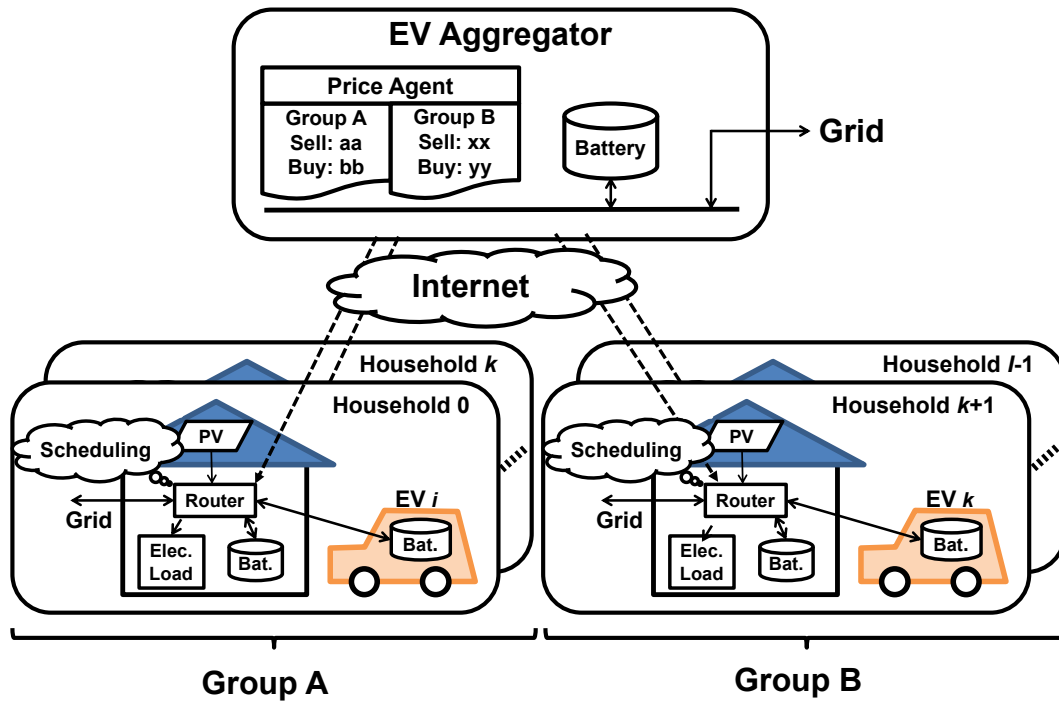 EV Aggregator
Price Agent
Group A
Sell: aa
Buy: bb
Group B
Sell: xx
Buy: yy
Battery
Grid
Internet
Household k
Household 0
Scheduling
PV
Router
Grid
EV i
Bat.
Elec.
Load
Bat.
Household l-1
Household k+1
Scheduling
PV
Router
Grid
EV k
Bat.
Elec.
Load
Bat.
Group A
Group B